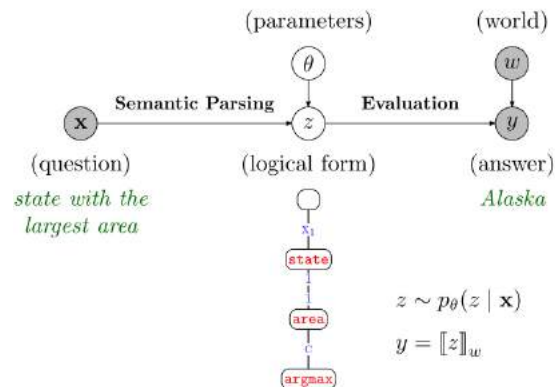 (parameters) (world)
θ w
Semantic Parsing Evaluation
x z y
(question) (logical form) (answer)
state with the Alaska
largest area
x₁
state
1
1
area
z ∼ pθ(z | x)
c
y = ⟦z⟧w
argmax